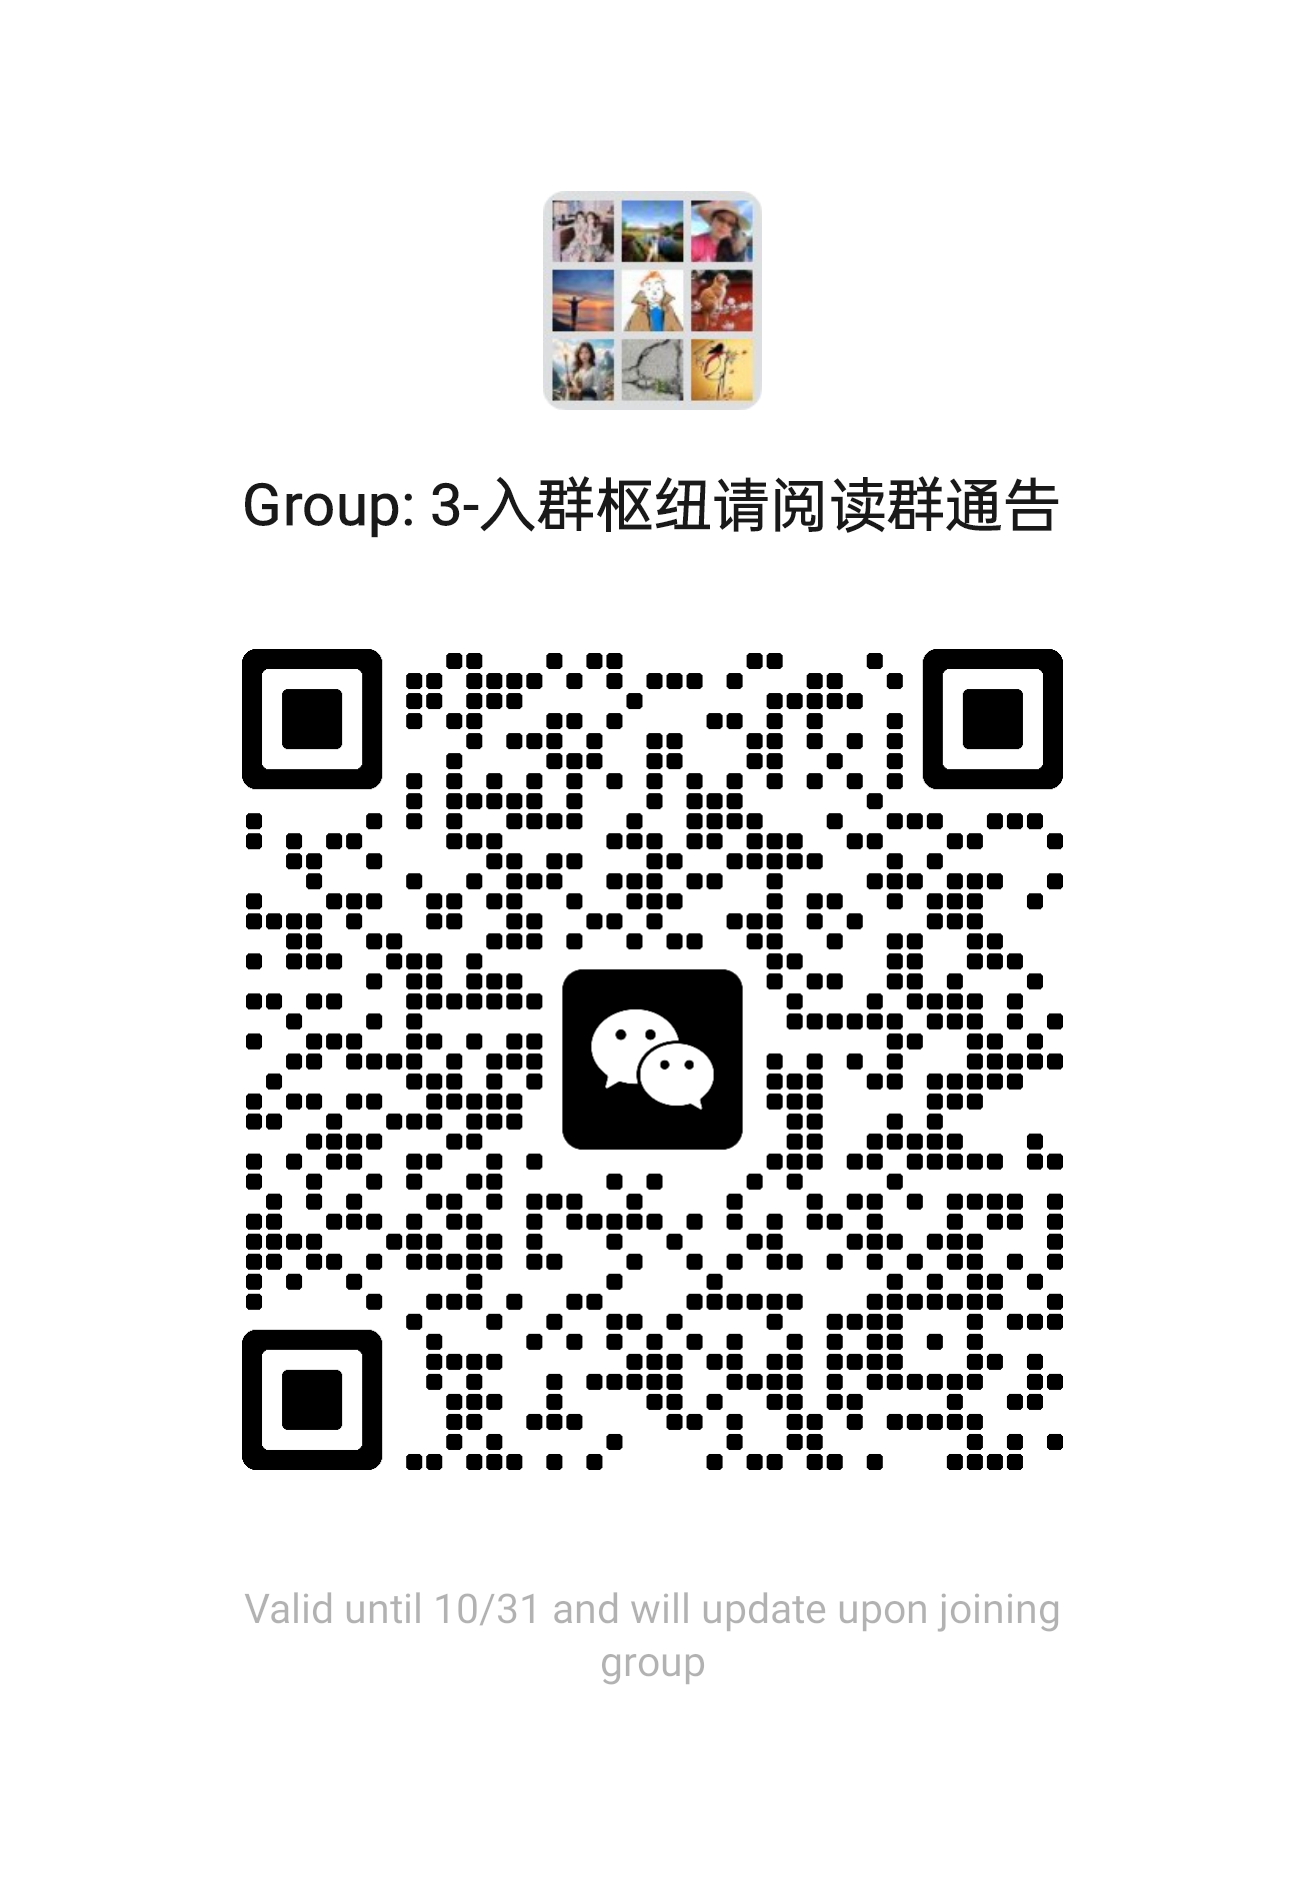 Group: 3-入群枢纽请阅读群通告
Valid until 10/31 and will update upon joining
group